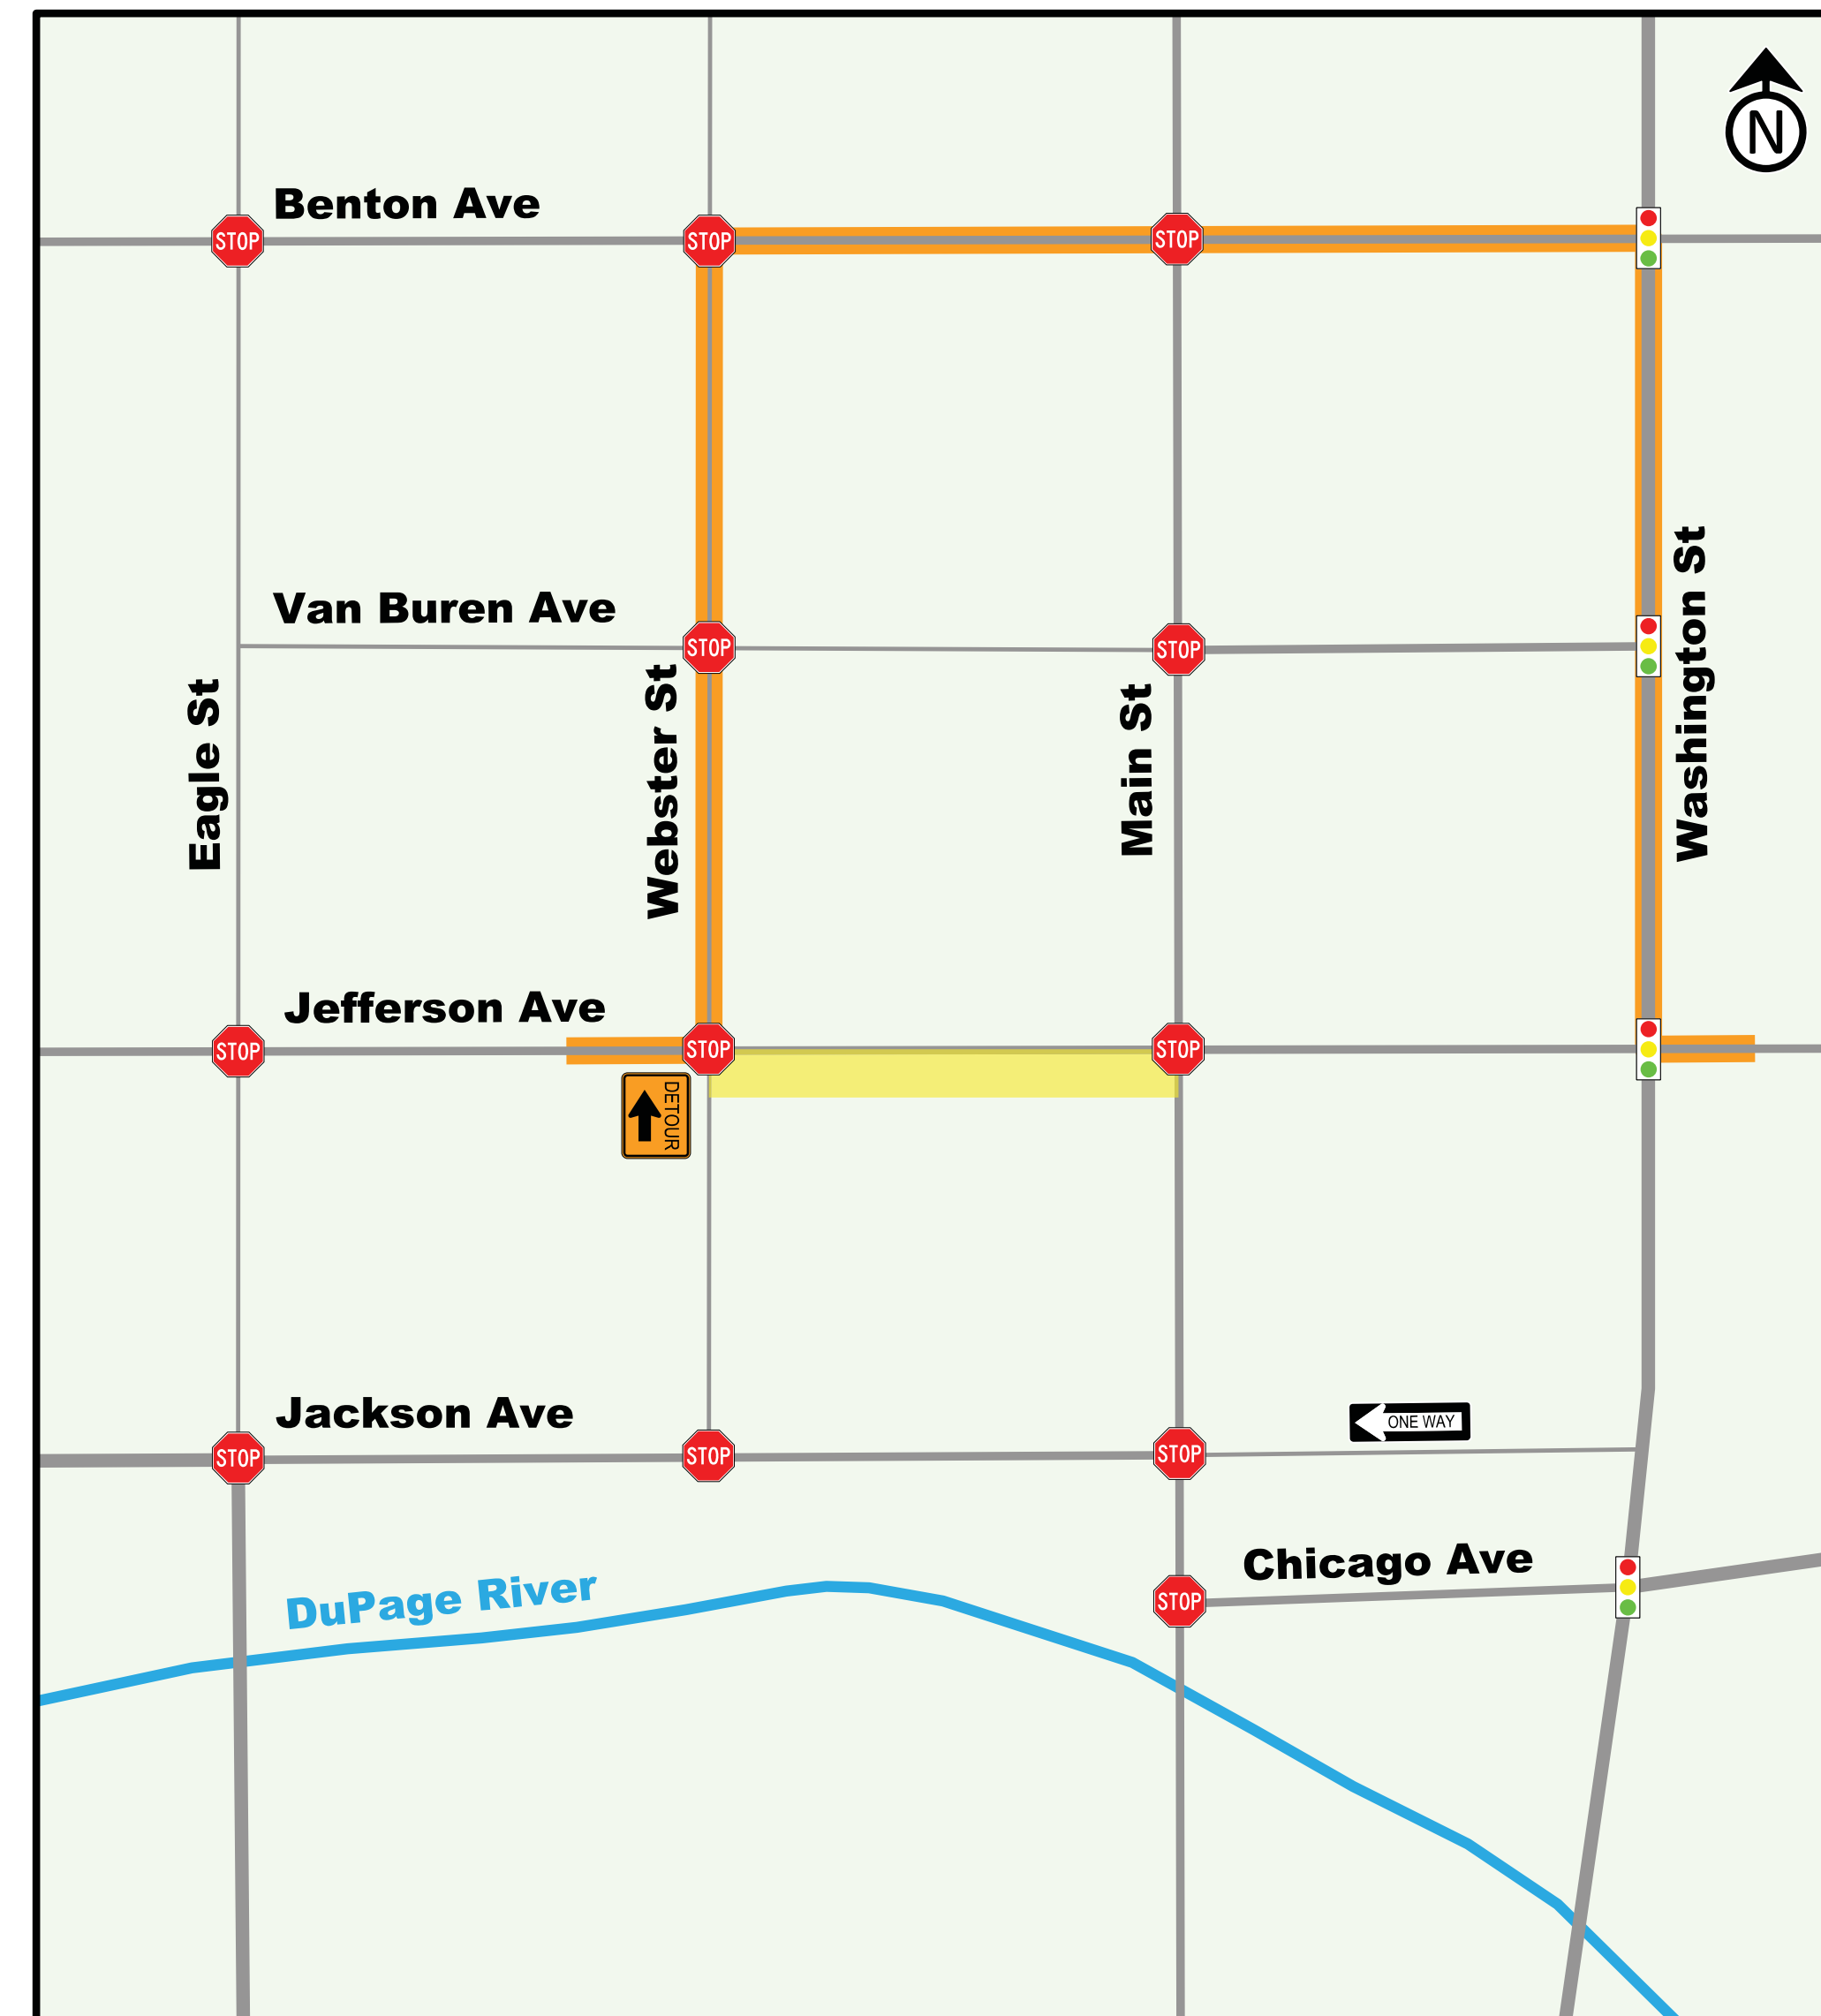 N
Benton Ave
STOP
STOP
STOP
Van Buren Ave
STOP
STOP
Eagle St
Webster St
Main St
Washington St
Jefferson Ave
STOP
STOP
STOP
DETOUR
Jackson Ave
ONE WAY
STOP
STOP
STOP
Chicago Ave
DuPage River
STOP